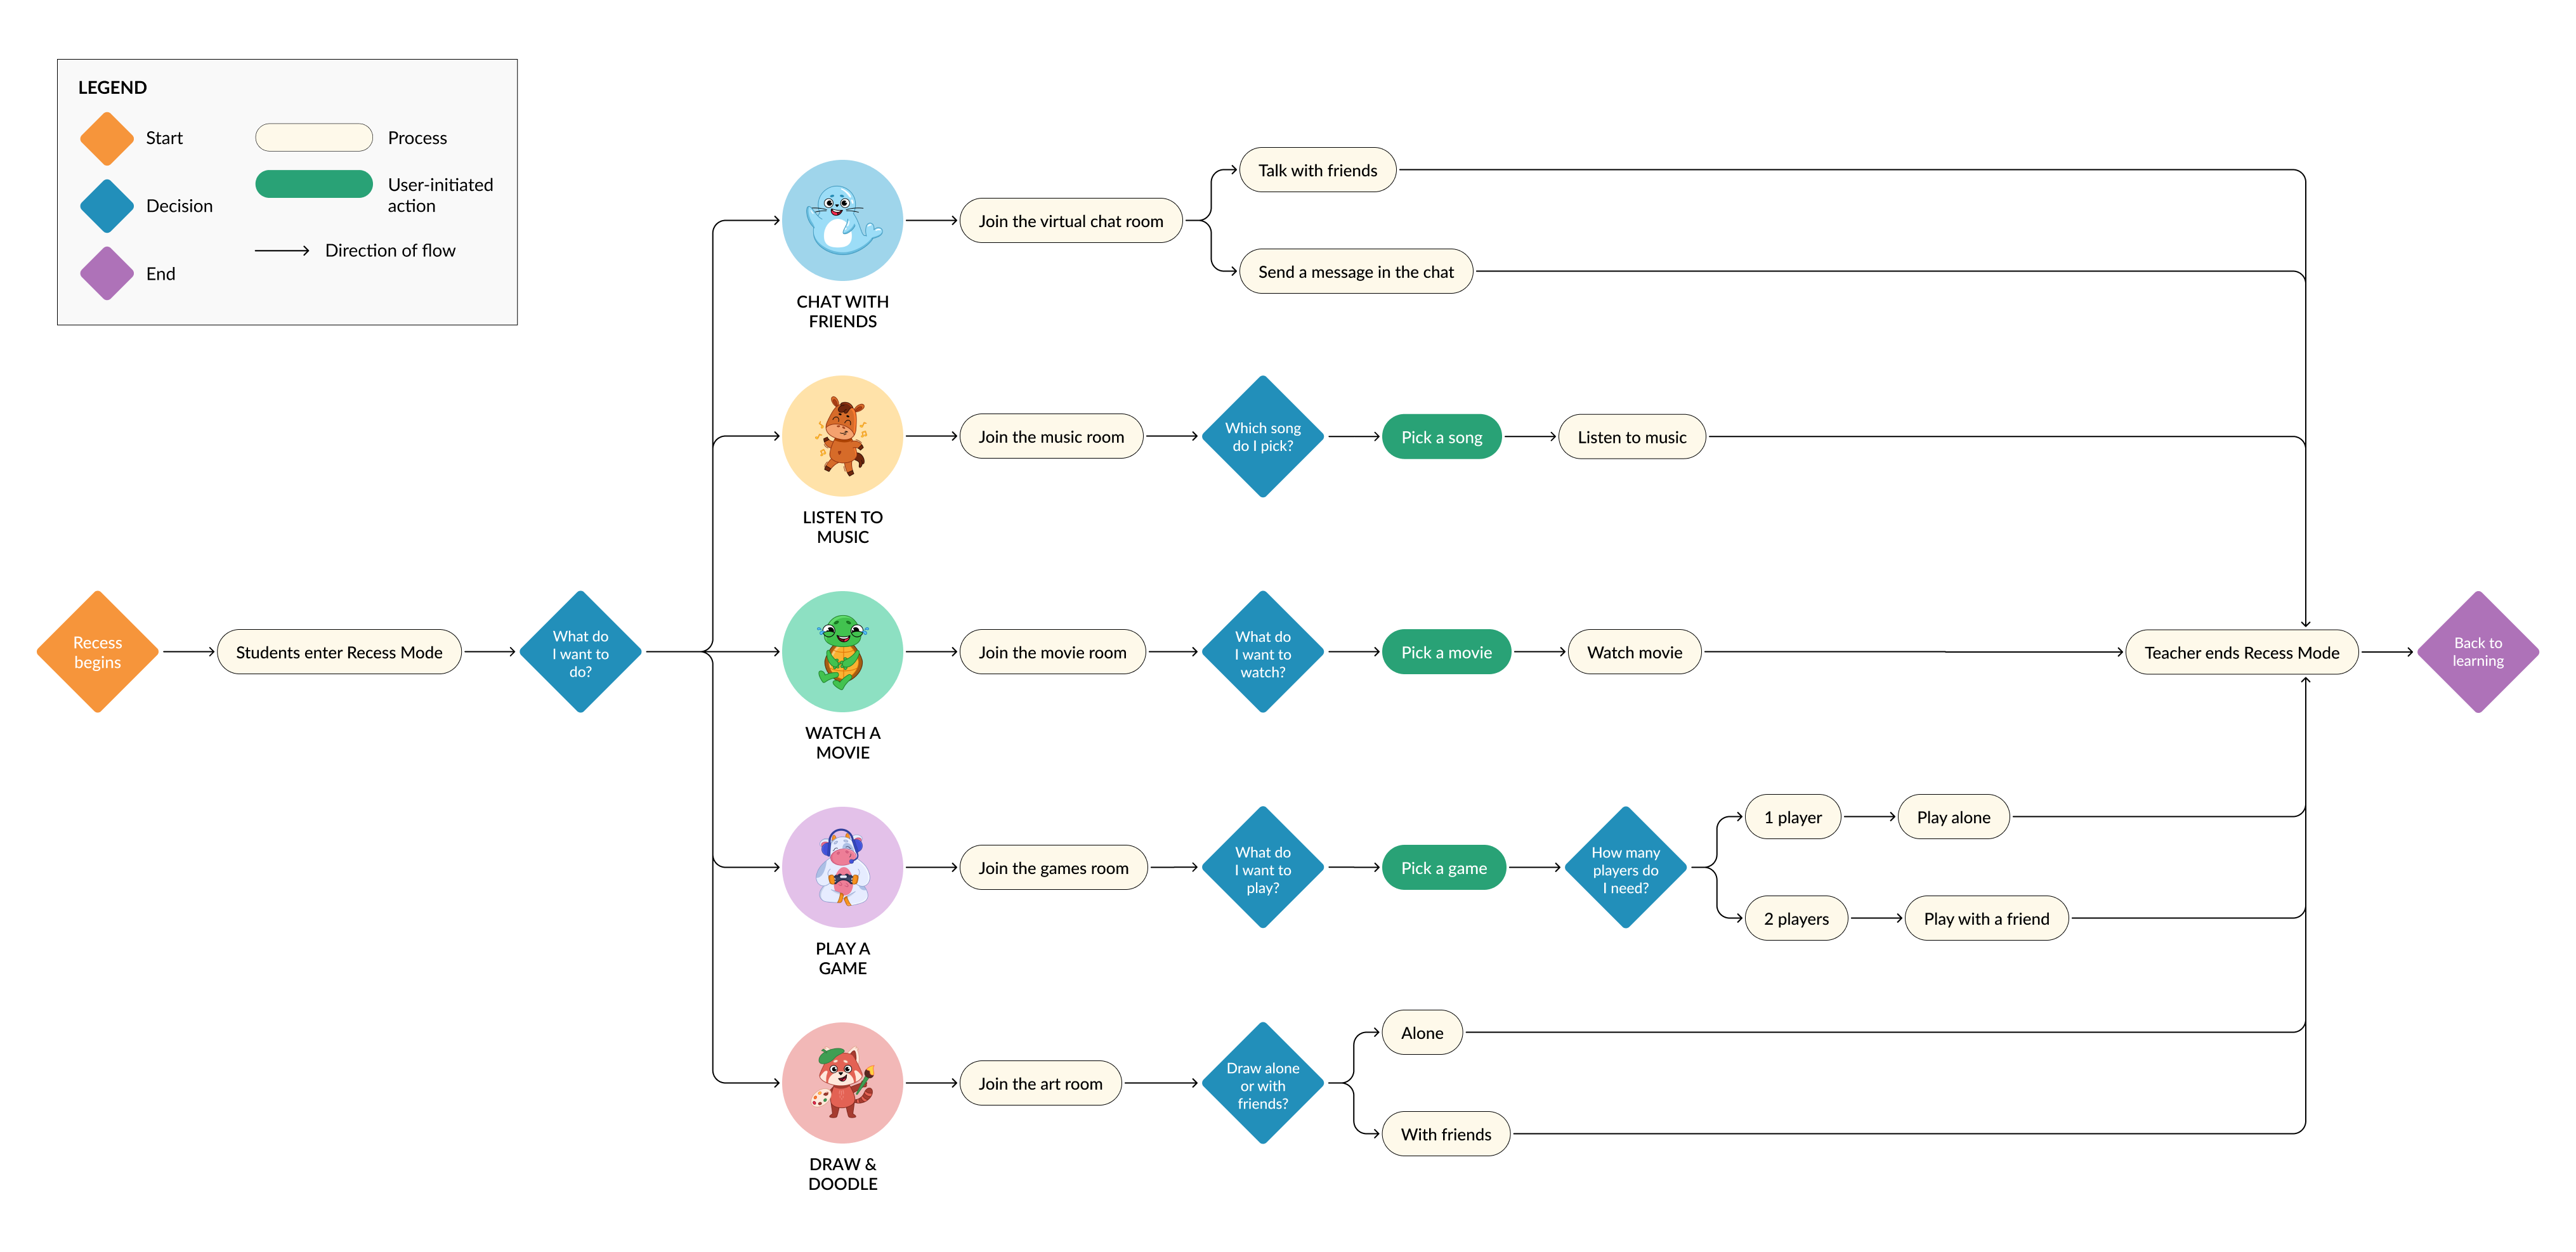 LEGEND
Start
Decision
End
Process
User-initiated
action
Direction of flow
Recess
begins
Students enter Recess Mode
What do
I want to
do?
CHAT WITH
FRIENDS
Join the virtual chat room
Talk with friends
Send a message in the chat
LISTEN TO
MUSIC
Join the music room
Which song
do I pick?
Pick a song
Listen to music
WATCH A
MOVIE
Join the movie room
What do
I want to
watch?
Pick a movie
Watch movie
PLAY A
GAME
Join the games room
What do
I want to
play?
Pick a game
How many
players do
I need?
1 player
Play alone
2 players
Play with a friend
DRAW &
DOODLE
Join the art room
Draw alone
or with
friends?
Alone
With friends
Teacher ends Recess Mode
Back to
learning